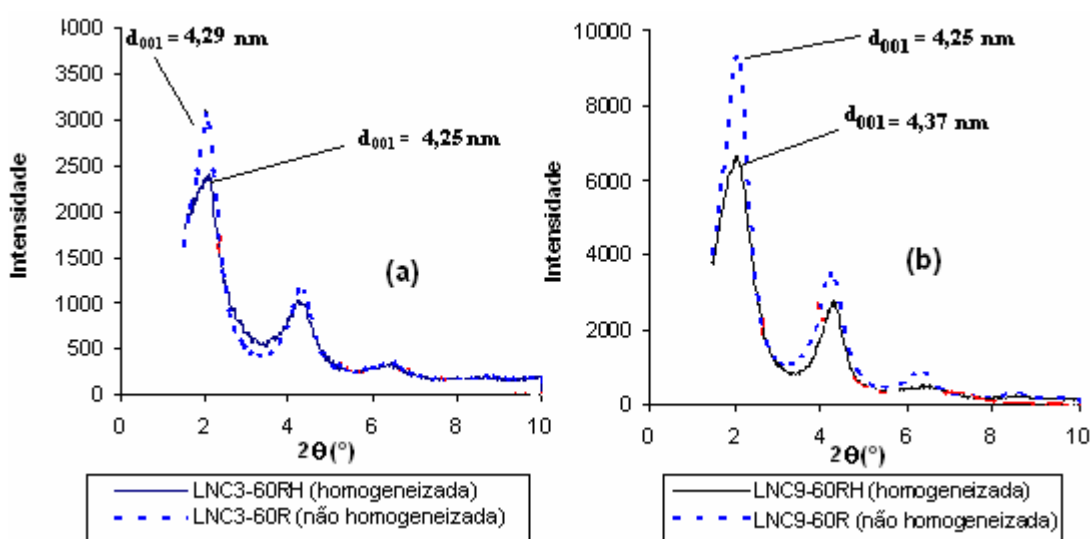 4000
d001 = 4,29 nm
3500
3000
2500
2000
1500
1000
500
0
d001 = 4,25 nm
Intensidade
(a)
0 2 4 6 8 10
2Θ(°)
LNC3-60RH (homogeneizada)
LNC3-60R (não homogeneizada)
10000
8000
6000
4000
2000
0
d001 = 4,25 nm
d001 = 4,37 nm
Intensidade
(b)
0 2 4 6 8 10
2Θ(°)
LNC9-60RH (homogeneizada)
LNC9-60R (não homogeneizada)